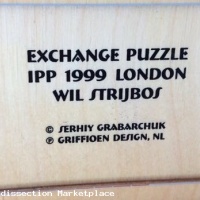 EXCHANGE PUZZLE
IPP 1999 LONDON
WIL STRIJBOS
© SERHIY GRABARCHUK
℗ GRIFFIOEN DESIGN, NL
dissection Marketplace